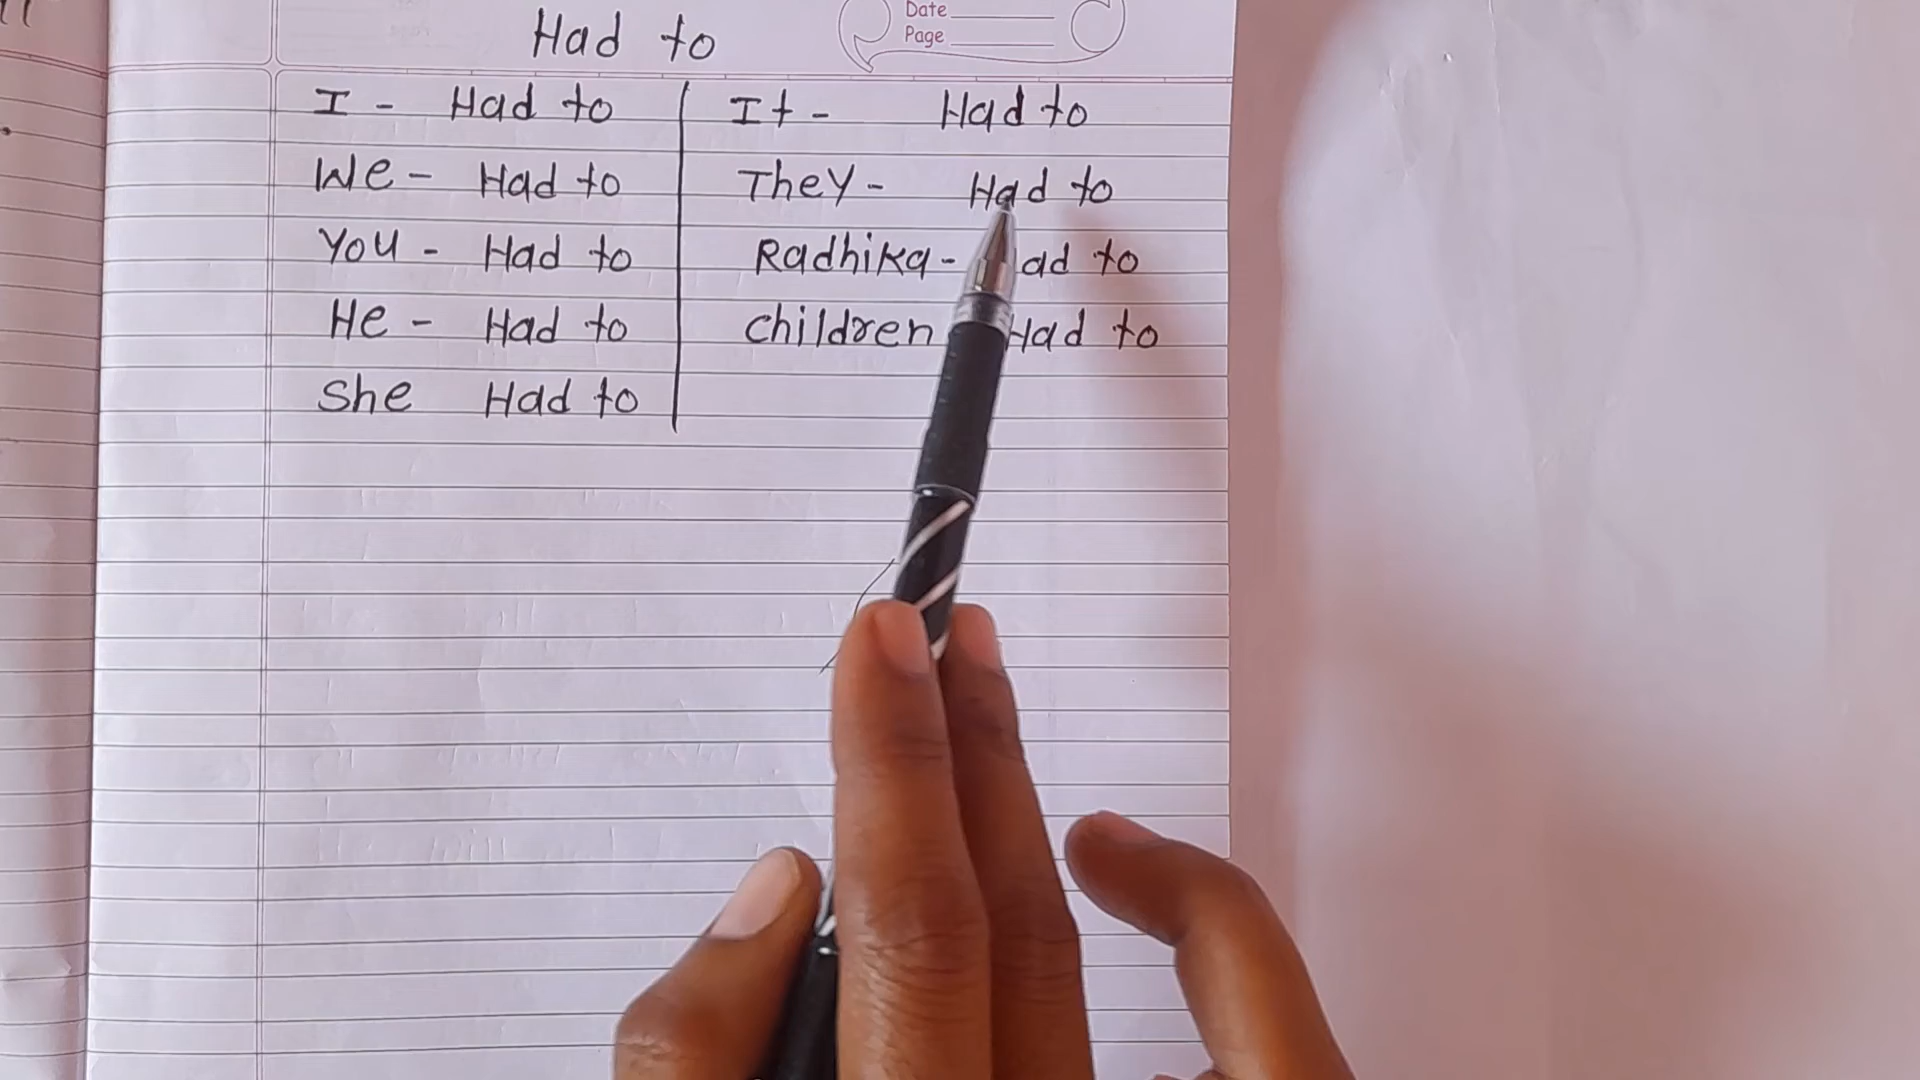 Had to
Date
Page
I - Had to
We - Had to
You - Had to
He - Had to
She Had to
It - Had to
They - Had to
Radhika - Had to
children Had to